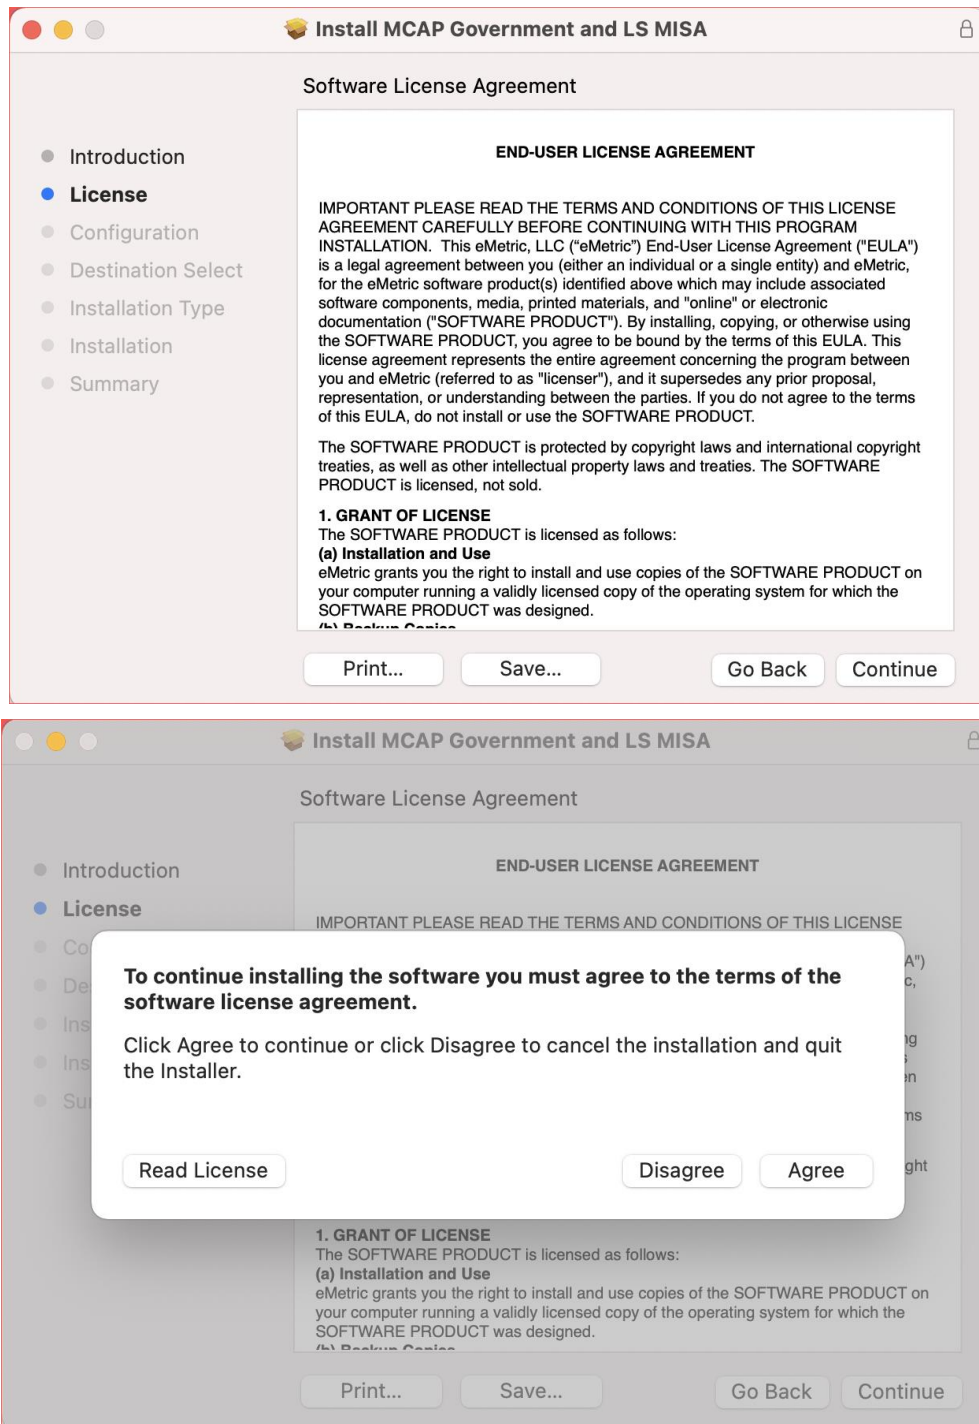 Install MCAP Government and LS MISA
Software License Agreement
Introduction
License
Configuration
Destination Select
Installation Type
Installation
Summary
END-USER LICENSE AGREEMENT
IMPORTANT PLEASE READ THE TERMS AND CONDITIONS OF THIS LICENSE
AGREEMENT CAREFULLY BEFORE CONTINUING WITH THIS PROGRAM
INSTALLATION.  This eMetric, LLC (“eMetric”) End-User License Agreement ("EULA")
is a legal agreement between you (either an individual or a single entity) and eMetric,
for the eMetric software product(s) identified above which may include associated
software components, media, printed materials, and "online" or electronic
documentation ("SOFTWARE PRODUCT"). By installing, copying, or otherwise using
the SOFTWARE PRODUCT, you agree to be bound by the terms of this EULA. This
license agreement represents the entire agreement concerning the program between
you and eMetric (referred to as "licenser"), and it supersedes any prior proposal,
representation, or understanding between the parties. If you do not agree to the terms
of this EULA, do not install or use the SOFTWARE PRODUCT.
The SOFTWARE PRODUCT is protected by copyright laws and international copyright
treaties, as well as other intellectual property laws and treaties. The SOFTWARE
PRODUCT is licensed, not sold.
1. GRANT OF LICENSE
The SOFTWARE PRODUCT is licensed as follows:
(a) Installation and Use
eMetric grants you the right to install and use copies of the SOFTWARE PRODUCT on
your computer running a validly licensed copy of the operating system for which the
SOFTWARE PRODUCT was designed.
(b) Backup Copies
Print...
Save...
Go Back
Continue
Install MCAP Government and LS MISA
Software License Agreement
Introduction
License
Co
De
Ins
Ins
Su
END-USER LICENSE AGREEMENT
IMPORTANT PLEASE READ THE TERMS AND CONDITIONS OF THIS LICENSE
A")
c,
ng
s
en
ms
ght
To continue installing the software you must agree to the terms of the
software license agreement.
Click Agree to continue or click Disagree to cancel the installation and quit
the Installer.
Read License
Disagree
Agree
1. GRANT OF LICENSE
The SOFTWARE PRODUCT is licensed as follows:
(a) Installation and Use
eMetric grants you the right to install and use copies of the SOFTWARE PRODUCT on
your computer running a validly licensed copy of the operating system for which the
SOFTWARE PRODUCT was designed.
(b) Backup Copies
Print...
Save...
Go Back
Continue